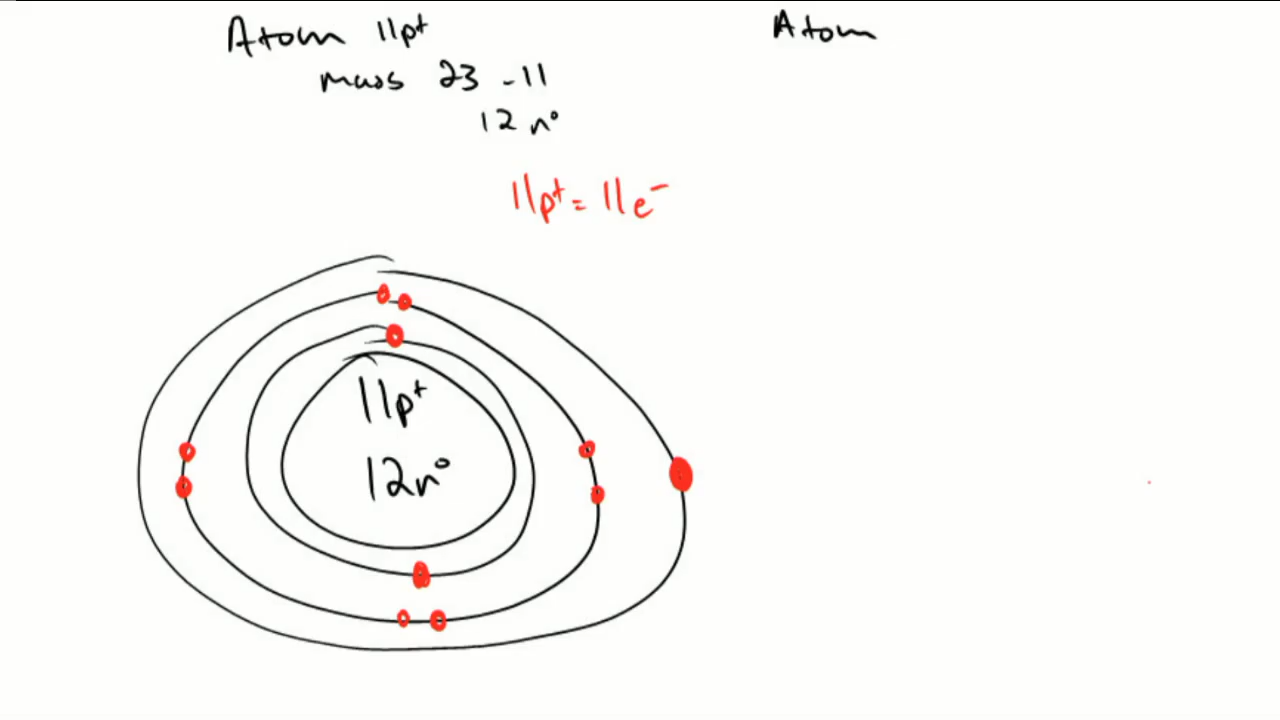 Atom 11p⁺
mass 23 - 11
12 n°
11p⁺ = 11e⁻
11p⁺
12n°
Atom